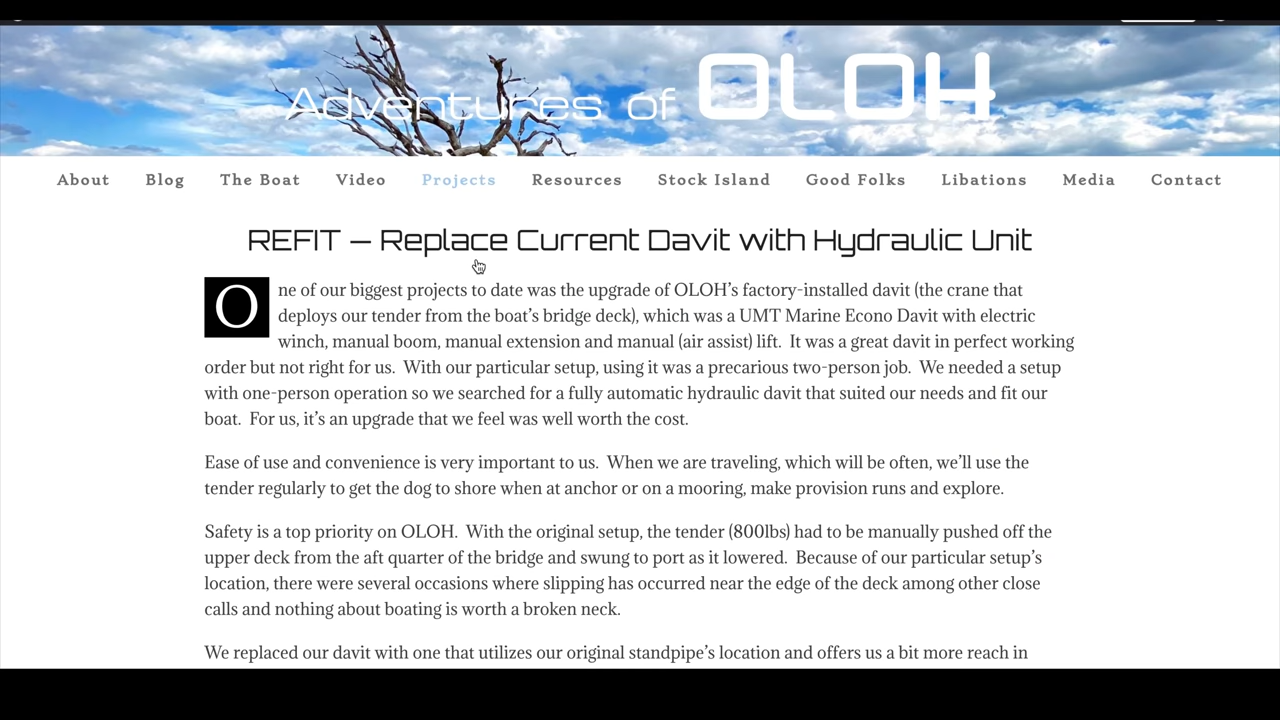 Adventures of OLOH
About Blog The Boat Video Projects Resources Stock Island Good Folks Libations Media Contact
REFIT – Replace Current Davit with Hydraulic Unit
One of our biggest projects to date was the upgrade of OLOH’s factory-installed davit (the crane that
deploys our tender from the boat’s bridge deck), which was a UMT Marine Econo Davit with electric
winch, manual boom, manual extension and manual (air assist) lift.  It was a great davit in perfect working
order but not right for us.  With our particular setup, using it was a precarious two-person job.  We needed a setup
with one-person operation so we searched for a fully automatic hydraulic davit that suited our needs and fit our
boat.  For us, it’s an upgrade that we feel was well worth the cost.
Ease of use and convenience is very important to us.  When we are traveling, which will be often, we’ll use the
tender regularly to get the dog to shore when at anchor or on a mooring, make provision runs and explore.
Safety is a top priority on OLOH.  With the original setup, the tender (800lbs) had to be manually pushed off the
upper deck from the aft quarter of the bridge and swung to port as it lowered.  Because of our particular setup’s
location, there were several occasions where slipping has occurred near the edge of the deck among other close
calls and nothing about boating is worth a broken neck.
We replaced our davit with one that utilizes our original standpipe’s location and offers us a bit more reach in